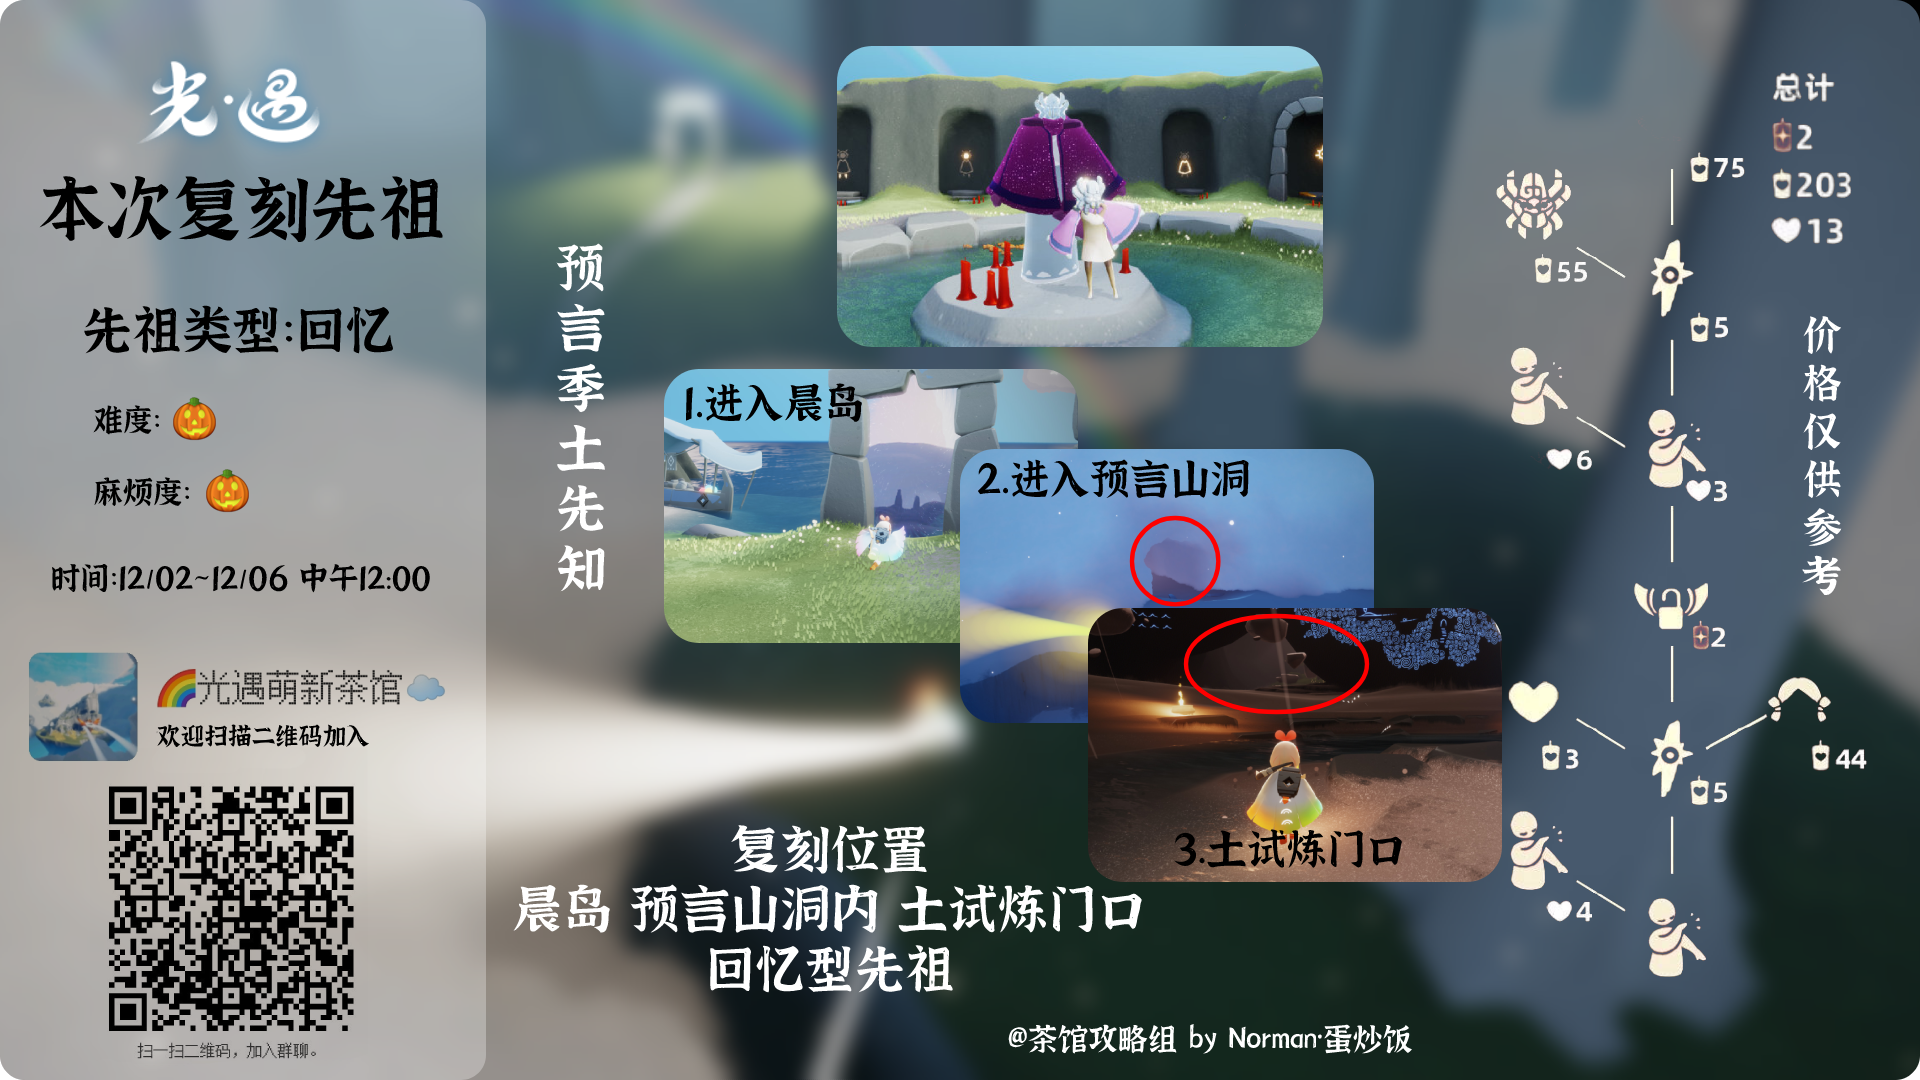 光·遇
本次复刻先祖
先祖类型:回忆
难度:
麻烦度:
时间:12/02~12/06 中午12:00
光遇萌新茶馆
欢迎扫描二维码加入
扫一扫二维码，加入群聊。
预言季土先知
1.进入晨岛
2.进入预言山洞
3.土试炼门口
复刻位置
晨岛 预言山洞内 土试炼门口
回忆型先祖
@茶馆攻略组 by Norman·蛋炒饭
总计
2
203
13
价格仅供参考
75
55
5
6
3
2
3
44
5
4